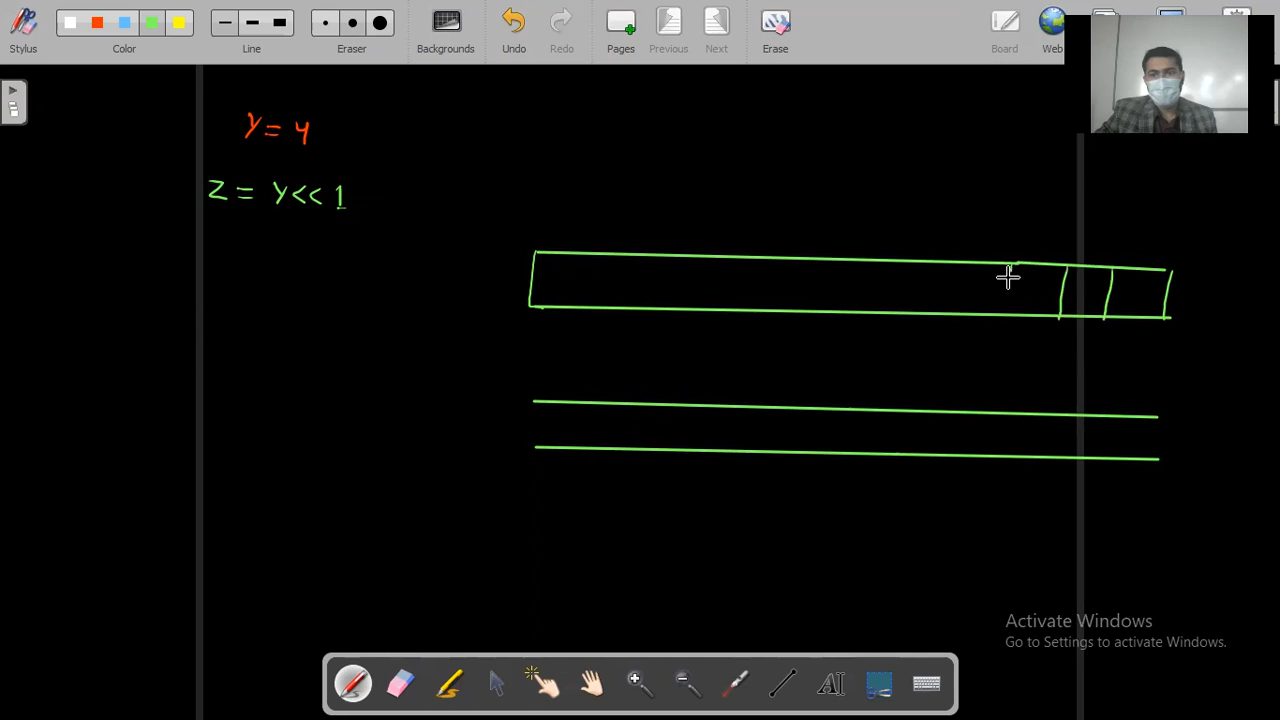 Stylus Color Line Eraser Backgrounds Undo Redo Pages Previous Next Erase Board Web
y = 4
z = y<< 1
Activate Windows
Go to Settings to activate Windows.